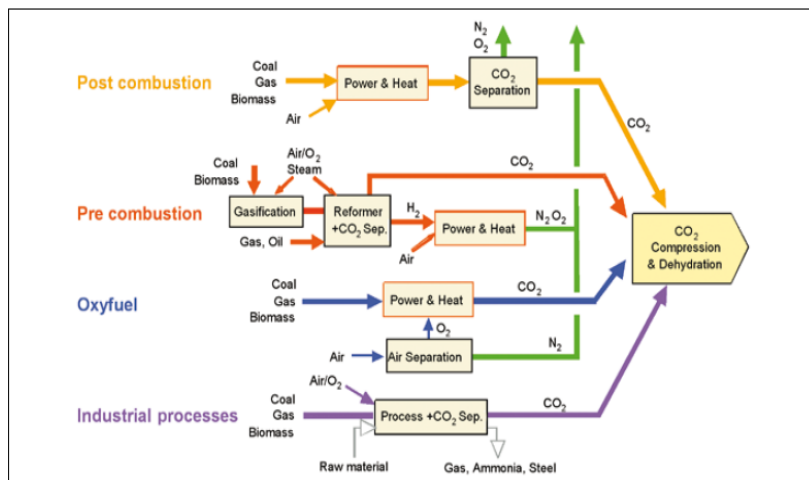 N₂
O₂
Post combustion
Coal
Gas
Biomass
Air
Power & Heat
CO₂
Separation
CO₂
Pre combustion
Coal
Biomass
Air/O₂
Steam
CO₂
Gasification
Reformer
+CO₂ Sep.
H₂
Gas, Oil
Air
Power & Heat
N₂ O₂
CO₂
Compression
& Dehydration
Oxyfuel
Coal
Gas
Biomass
Power & Heat
CO₂
O₂
Air
Air Separation
N₂
Industrial processes
Air/O₂
Coal
Gas
Biomass
Process +CO₂ Sep.
CO₂
Raw material
Gas, Ammonia, Steel